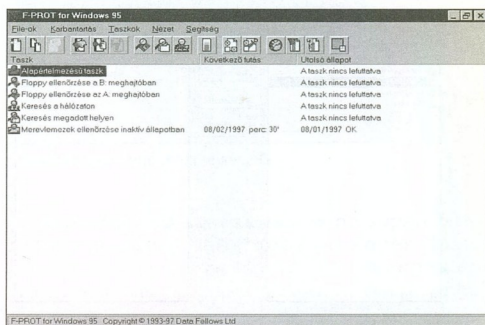 F-PROT for Windows 95
File-ok Karbantartás Taszkok Nézet Segítség
Taszk Következő futás: Utolsó állapot
Alapértelmezésű taszk A taszk nincs lefuttatva
Floppy ellenőrzése a B: meghajtóban A taszk nincs lefuttatva
Floppy ellenőrzése az A: meghajtóban A taszk nincs lefuttatva
Keresés a hálózaton A taszk nincs lefuttatva
Keresés megadott helyen A taszk nincs lefuttatva
Merevlemezek ellenőrzése inaktív állapotban 08/02/1997 perc: 30' 08/01/1997 OK
F-PROT for Windows 95 Copyright © 1993-97 Data Fellows Ltd